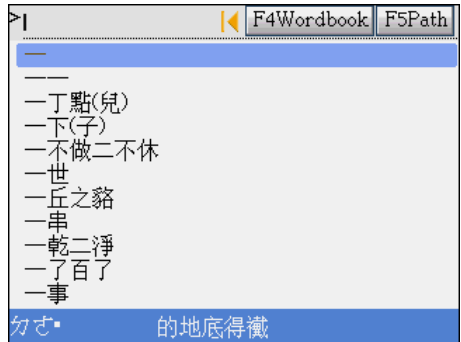 >| F4Wordbook F5Path
一
一一
一丁點(兒)
一下(子)
一不做二不休
一世
一丘之貉
一串
一乾二淨
一了百了
一事
ㄉㄜ˙ 的地底得